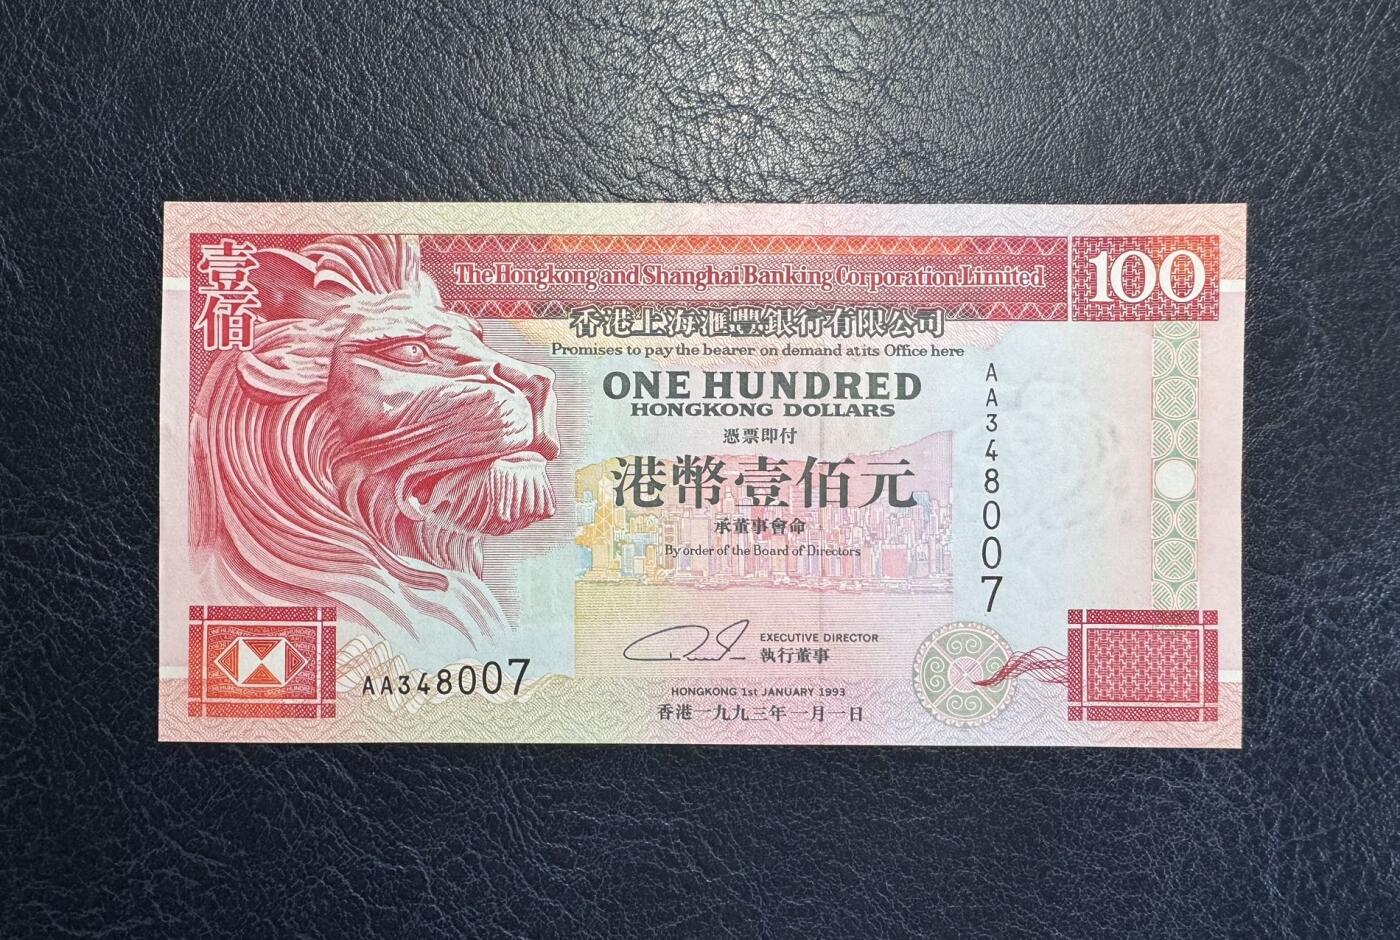 壹佰
The Hongkong and Shanghai Banking Corporation Limited
100
香港上海滙豐銀行有限公司
Promises to pay the bearer on demand at its Office here
ONE HUNDRED
HONGKONG DOLLARS
憑票即付
港幣壹佰元
承董事會命
By order of the Board of Directors
AA348007
EXECUTIVE DIRECTOR
執行董事
AA348007
HONGKONG 1st JANUARY 1993
香港一九九三年一月一日